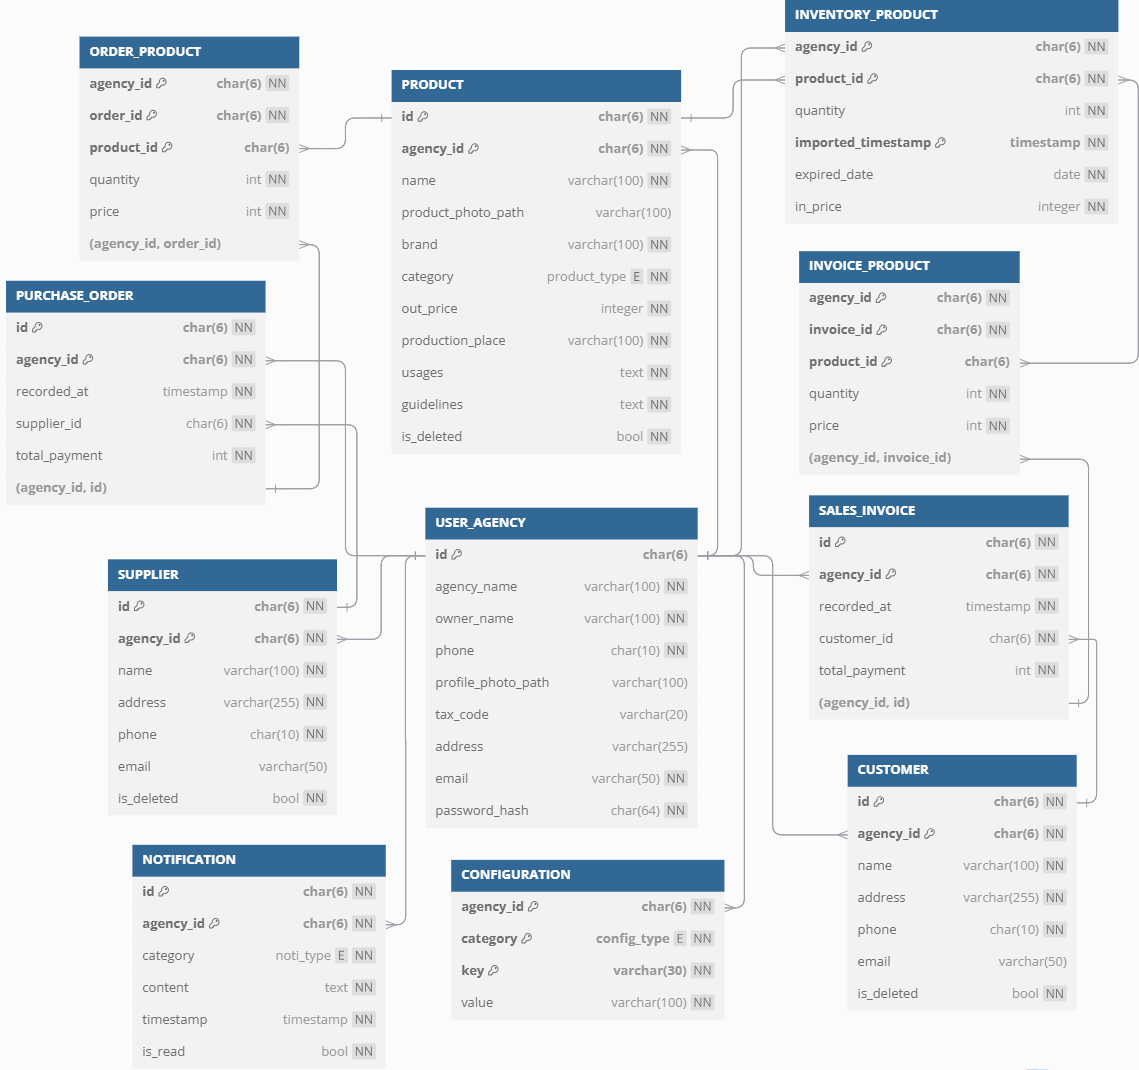 ORDER_PRODUCT
agency_id char(6) NN
order_id char(6) NN
product_id char(6)
quantity int NN
price int NN
(agency_id, order_id)
PRODUCT
id char(6) NN
agency_id char(6) NN
name varchar(100) NN
product_photo_path varchar(100)
brand varchar(100) NN
category product_type E NN
out_price integer NN
production_place varchar(100) NN
usages text NN
guidelines text NN
is_deleted bool NN
INVENTORY_PRODUCT
agency_id char(6) NN
product_id char(6) NN
quantity int NN
imported_timestamp timestamp NN
expired_date date NN
in_price integer NN
INVOICE_PRODUCT
agency_id char(6) NN
invoice_id char(6) NN
product_id char(6)
quantity int NN
price int NN
(agency_id, invoice_id)
PURCHASE_ORDER
id char(6) NN
agency_id char(6) NN
recorded_at timestamp NN
supplier_id char(6) NN
total_payment int NN
(agency_id, id)
USER_AGENCY
id char(6)
agency_name varchar(100) NN
owner_name varchar(100) NN
phone char(10) NN
profile_photo_path varchar(100)
tax_code varchar(20)
address varchar(255)
email varchar(50) NN
password_hash char(64) NN
SALES_INVOICE
id char(6) NN
agency_id char(6) NN
recorded_at timestamp NN
customer_id char(6) NN
total_payment int NN
(agency_id, id)
SUPPLIER
id char(6) NN
agency_id char(6) NN
name varchar(100) NN
address varchar(255) NN
phone char(10) NN
email varchar(50)
is_deleted bool NN
CUSTOMER
id char(6) NN
agency_id char(6) NN
name varchar(100) NN
address varchar(255) NN
phone char(10) NN
email varchar(50)
is_deleted bool NN
NOTIFICATION
id char(6) NN
agency_id char(6) NN
category noti_type E NN
content text NN
timestamp timestamp NN
is_read bool NN
CONFIGURATION
agency_id char(6) NN
category config_type E NN
key varchar(30) NN
value varchar(100) NN